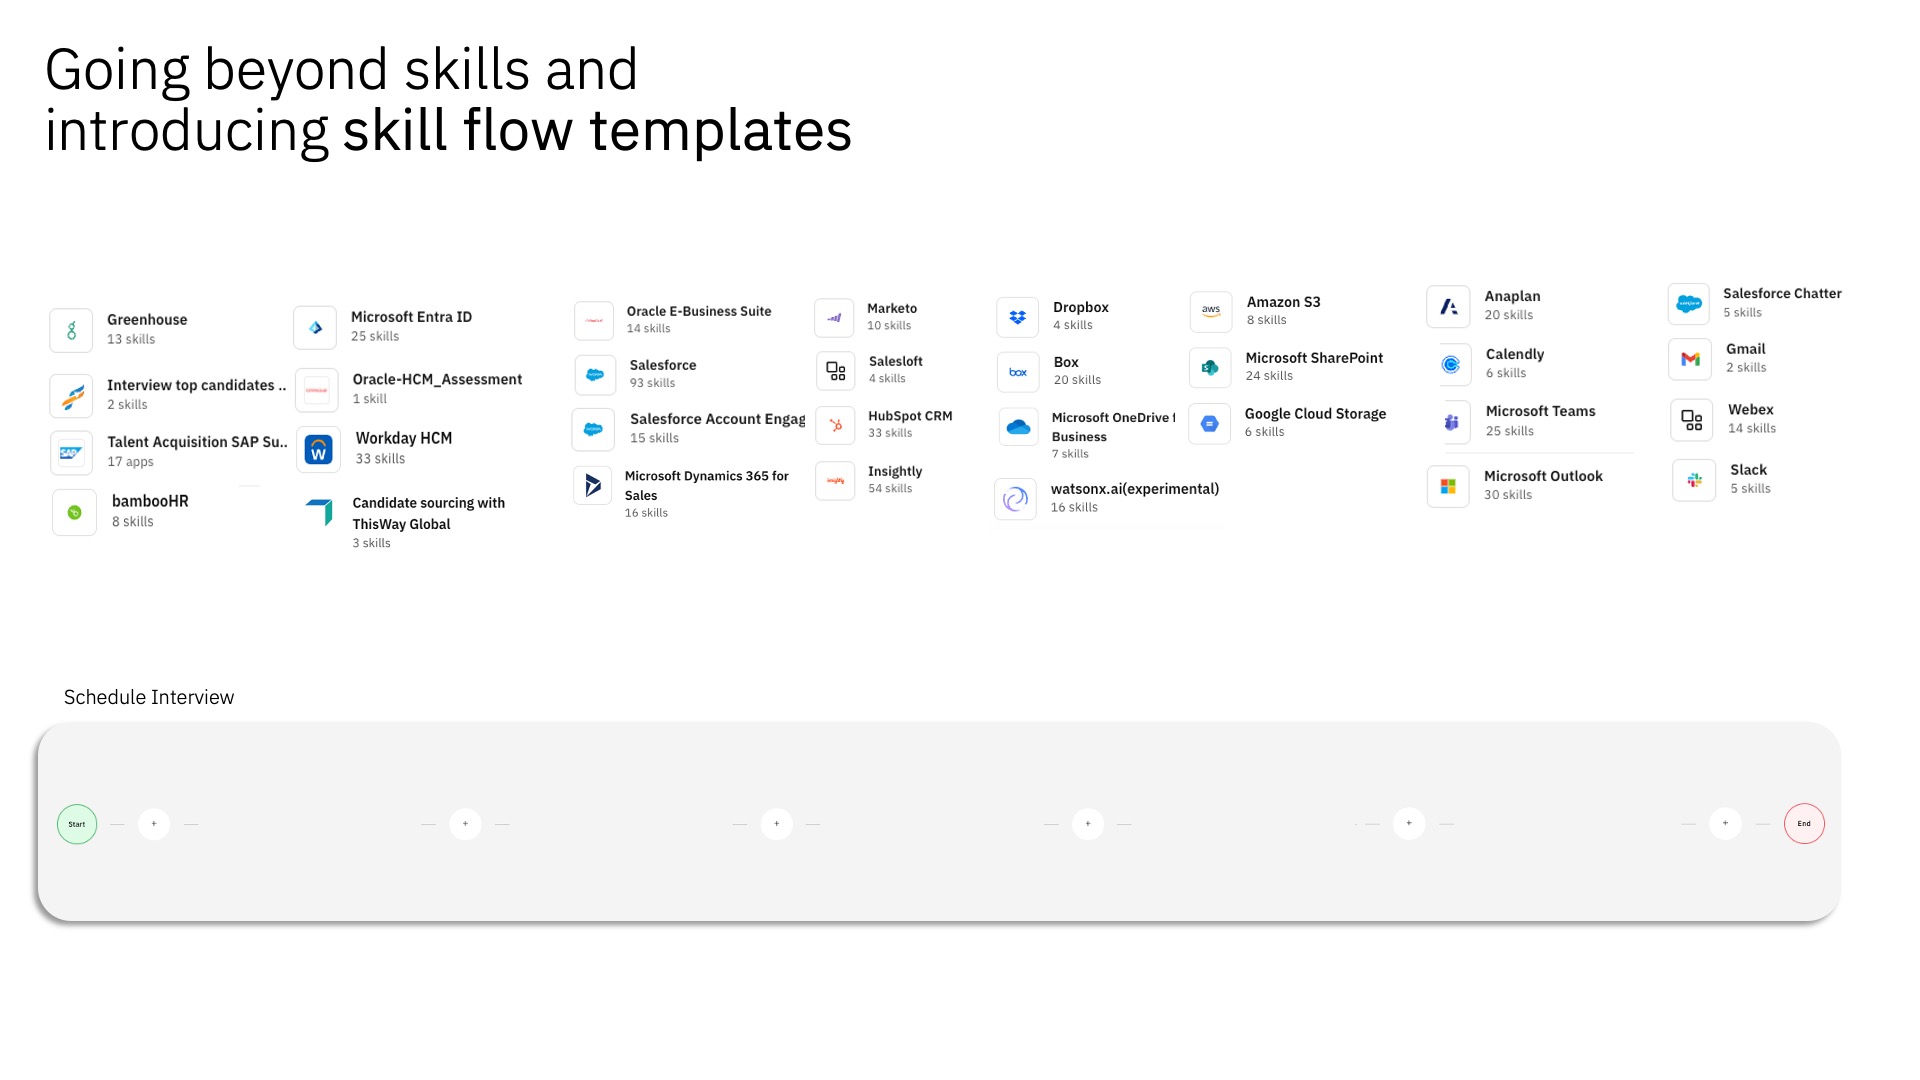 Going beyond skills and
introducing skill flow templates
Greenhouse
13 skills
Interview top candidates ..
2 skills
SAP
Talent Acquisition SAP Su..
17 apps
bambooHR
8 skills
Microsoft Entra ID
25 skills
Oracle-HCM_Assessment
1 skill
W
Workday HCM
33 skills
Candidate sourcing with
ThisWay Global
3 skills
Oracle E-Business Suite
14 skills
Salesforce
93 skills
Salesforce Account Engag
15 skills
Microsoft Dynamics 365 for
Sales
16 skills
Marketo
10 skills
Salesloft
4 skills
HubSpot CRM
33 skills
insightly
Insightly
54 skills
Dropbox
4 skills
box
Box
20 skills
Microsoft OneDrive f
Business
7 skills
watsonx.ai(experimental)
16 skills
aws
Amazon S3
8 skills
Microsoft SharePoint
24 skills
Google Cloud Storage
6 skills
Anaplan
20 skills
Calendly
6 skills
Microsoft Teams
25 skills
Microsoft Outlook
30 skills
Salesforce Chatter
5 skills
Gmail
2 skills
Webex
14 skills
Slack
5 skills
Schedule Interview
Start
+
+
+
+
+
+
End